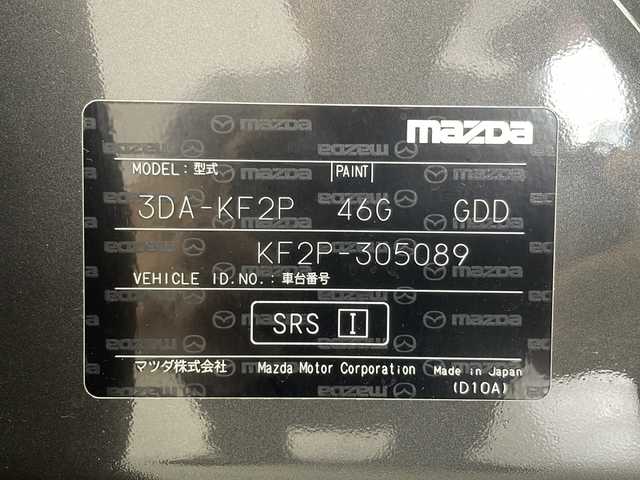 mazda
MODEL: 型式 PAINT
3DA-KF2P 46G GDD
KF2P-305089
VEHICLE ID.NO.: 車台番号
SRS I
マツダ株式会社 Mazda Motor Corporation Made in Japan
(D10A)